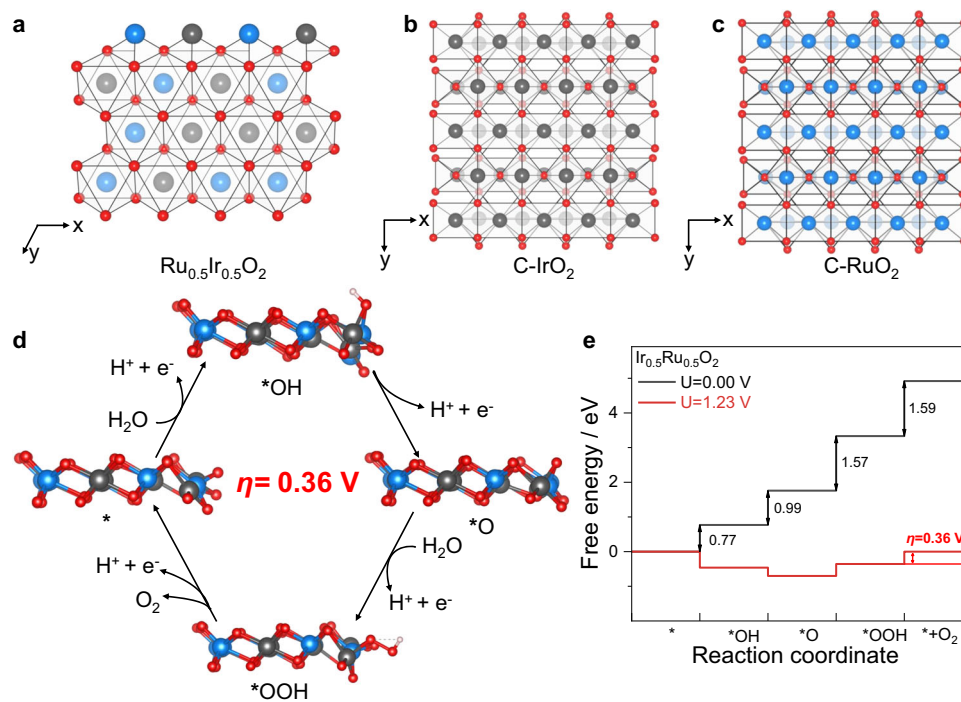 a
x
y
Ru0.5Ir0.5O2
b
x
y
C-IrO2
c
x
y
C-RuO2
d
*OH
H+ + e-
H2O
H+ + e-
*
η= 0.36 V
*O
H+ + e-
O2
H2O
H+ + e-
*OOH
e
Ir0.5Ru0.5O2
U=0.00 V
U=1.23 V
Free energy / eV
4
2
0
0.77
0.99
1.57
1.59
η=0.36 V
* *OH *O *OOH *+O2
Reaction coordinate